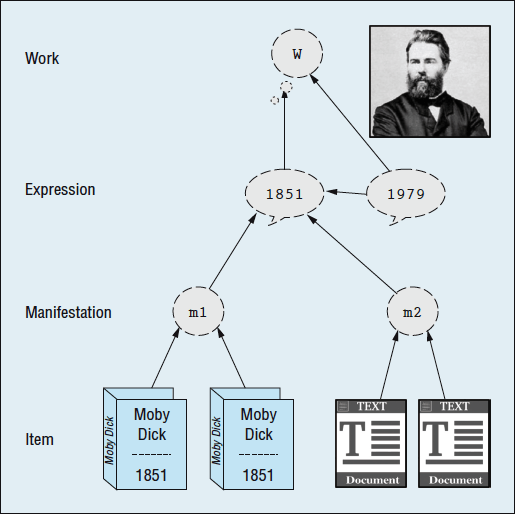 Work
W
Expression
1851
1979
Manifestation
m1
m2
Item
Moby Dick
Moby
Dick
1851
Moby Dick
Moby
Dick
1851
TEXT
T
Document
TEXT
T
Document